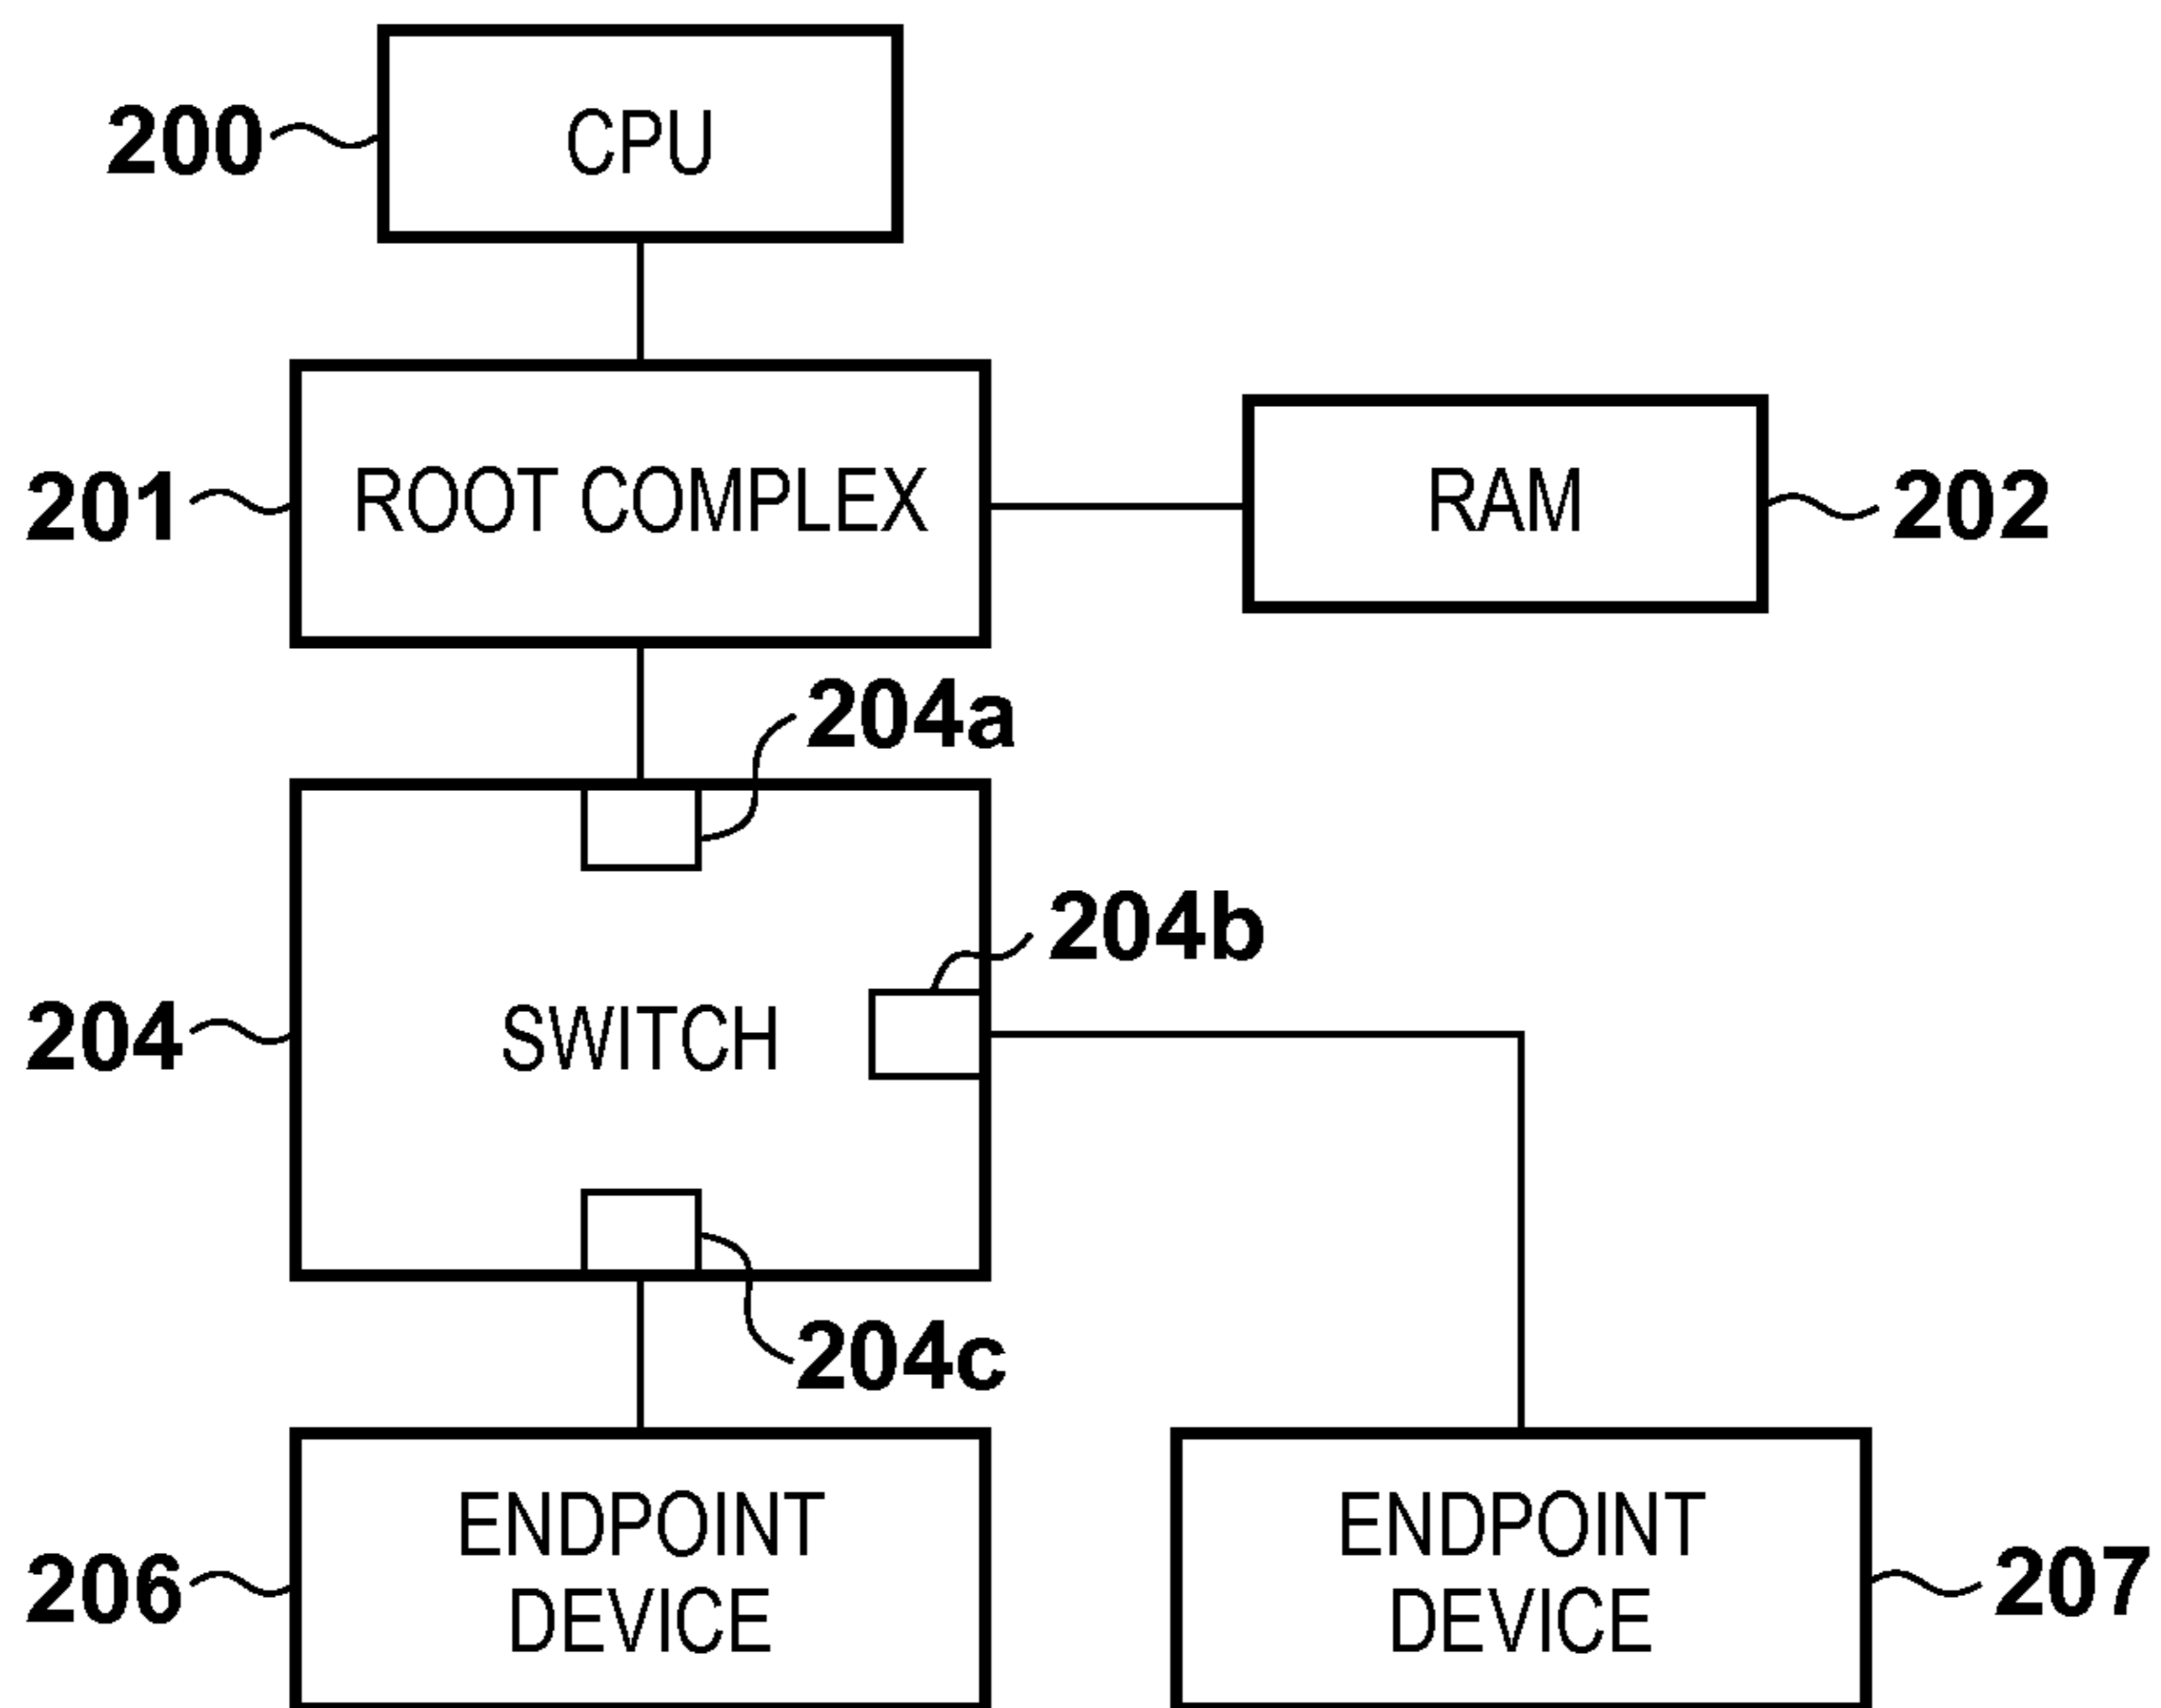 200
CPU
201
ROOT COMPLEX
RAM
202
204a
204b
204
SWITCH
204c
ENDPOINT
DEVICE
206
ENDPOINT
DEVICE
207